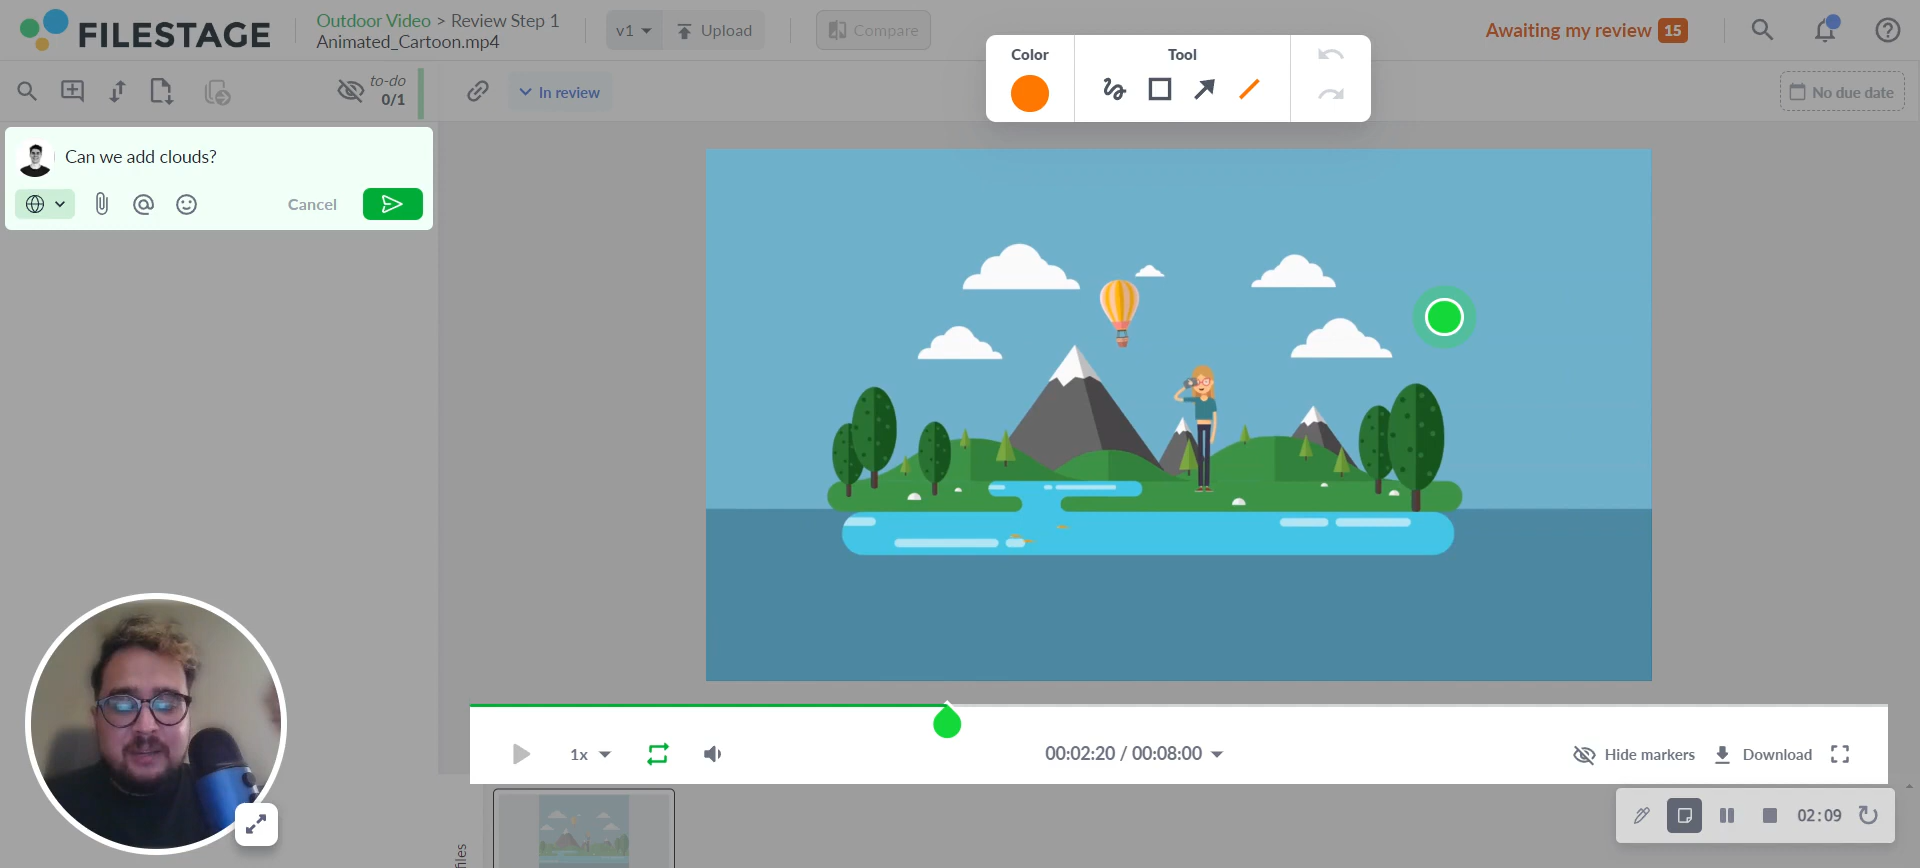 FILESTAGE
Outdoor Video > Review Step 1
Animated_Cartoon.mp4
v1
Upload
Compare
Awaiting my review 15
to-do
0/1
In review
Color
Tool
No due date
Can we add clouds?
Cancel
1x
00:02:20 / 00:08:00
Hide markers
Download
02:09
files